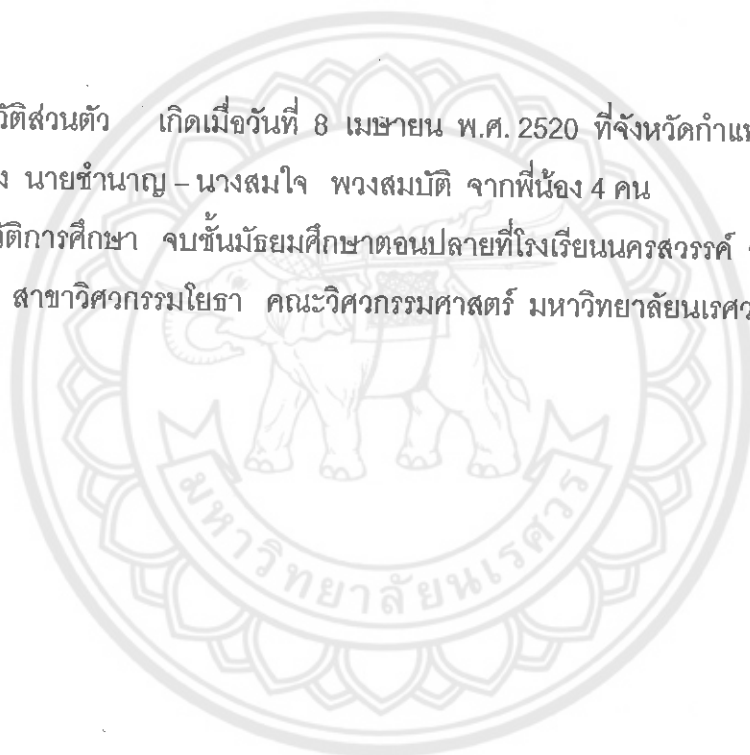 วัติส่วนตัว เกิดเมื่อวันที่ 8 เมษายน พ.ศ. 2520 ที่จังหวัดกำแ
ง นายชำนาญ – นางสมใจ พวงสมบัติ จากพี่น้อง 4 คน
วัติการศึกษา จบชั้นมัธยมศึกษาตอนปลายที่โรงเรียนนครสวรรค์
สาขาวิศวกรรมโยธา คณะวิศวกรรมศาสตร์ มหาวิทยาลัยนเรศว
มหาวิทยาลัยนเรศวร